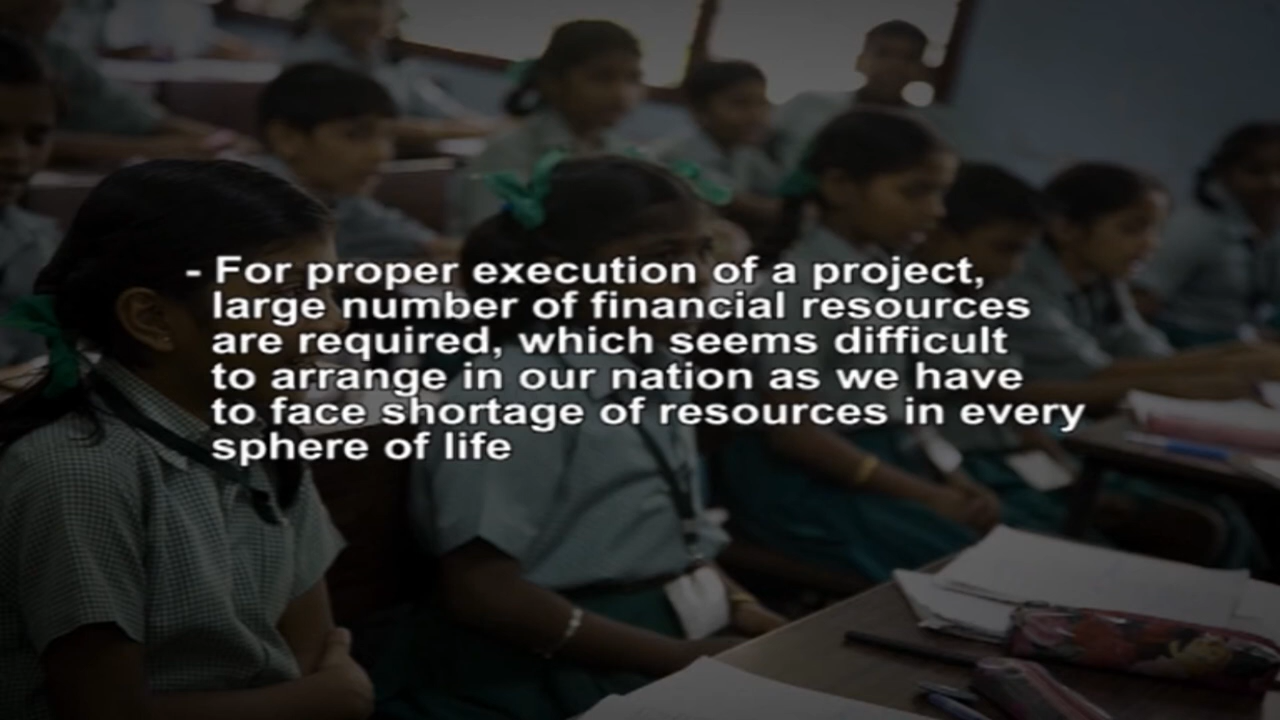 - For proper execution of a project,
large number of financial resources
are required, which seems difficult
to arrange in our nation as we have
to face shortage of resources in every
sphere of life